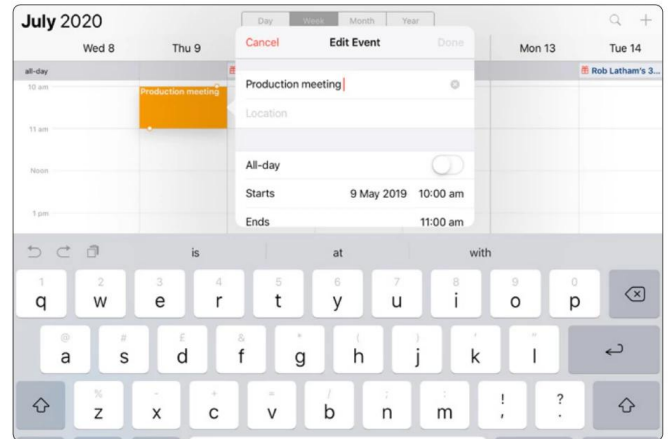 July 2020
Day Week Month Year
Wed 8 Thu 9 Mon 13 Tue 14
Cancel Edit Event Done
all-day
Rob Latham's 3...
10 am
Production meeting
Production meeting
Location
11 am
Noon
All-day
Starts 9 May 2019 10:00 am
1 pm
Ends 11:00 am
is at with
1 2 3 4 5 6 7 8 9 0
q w e r t y u i o p
@ # £ & * ( ) ' "
a s d f g h j k l
% - + = / ; : ! ?
z x c v b n m , .